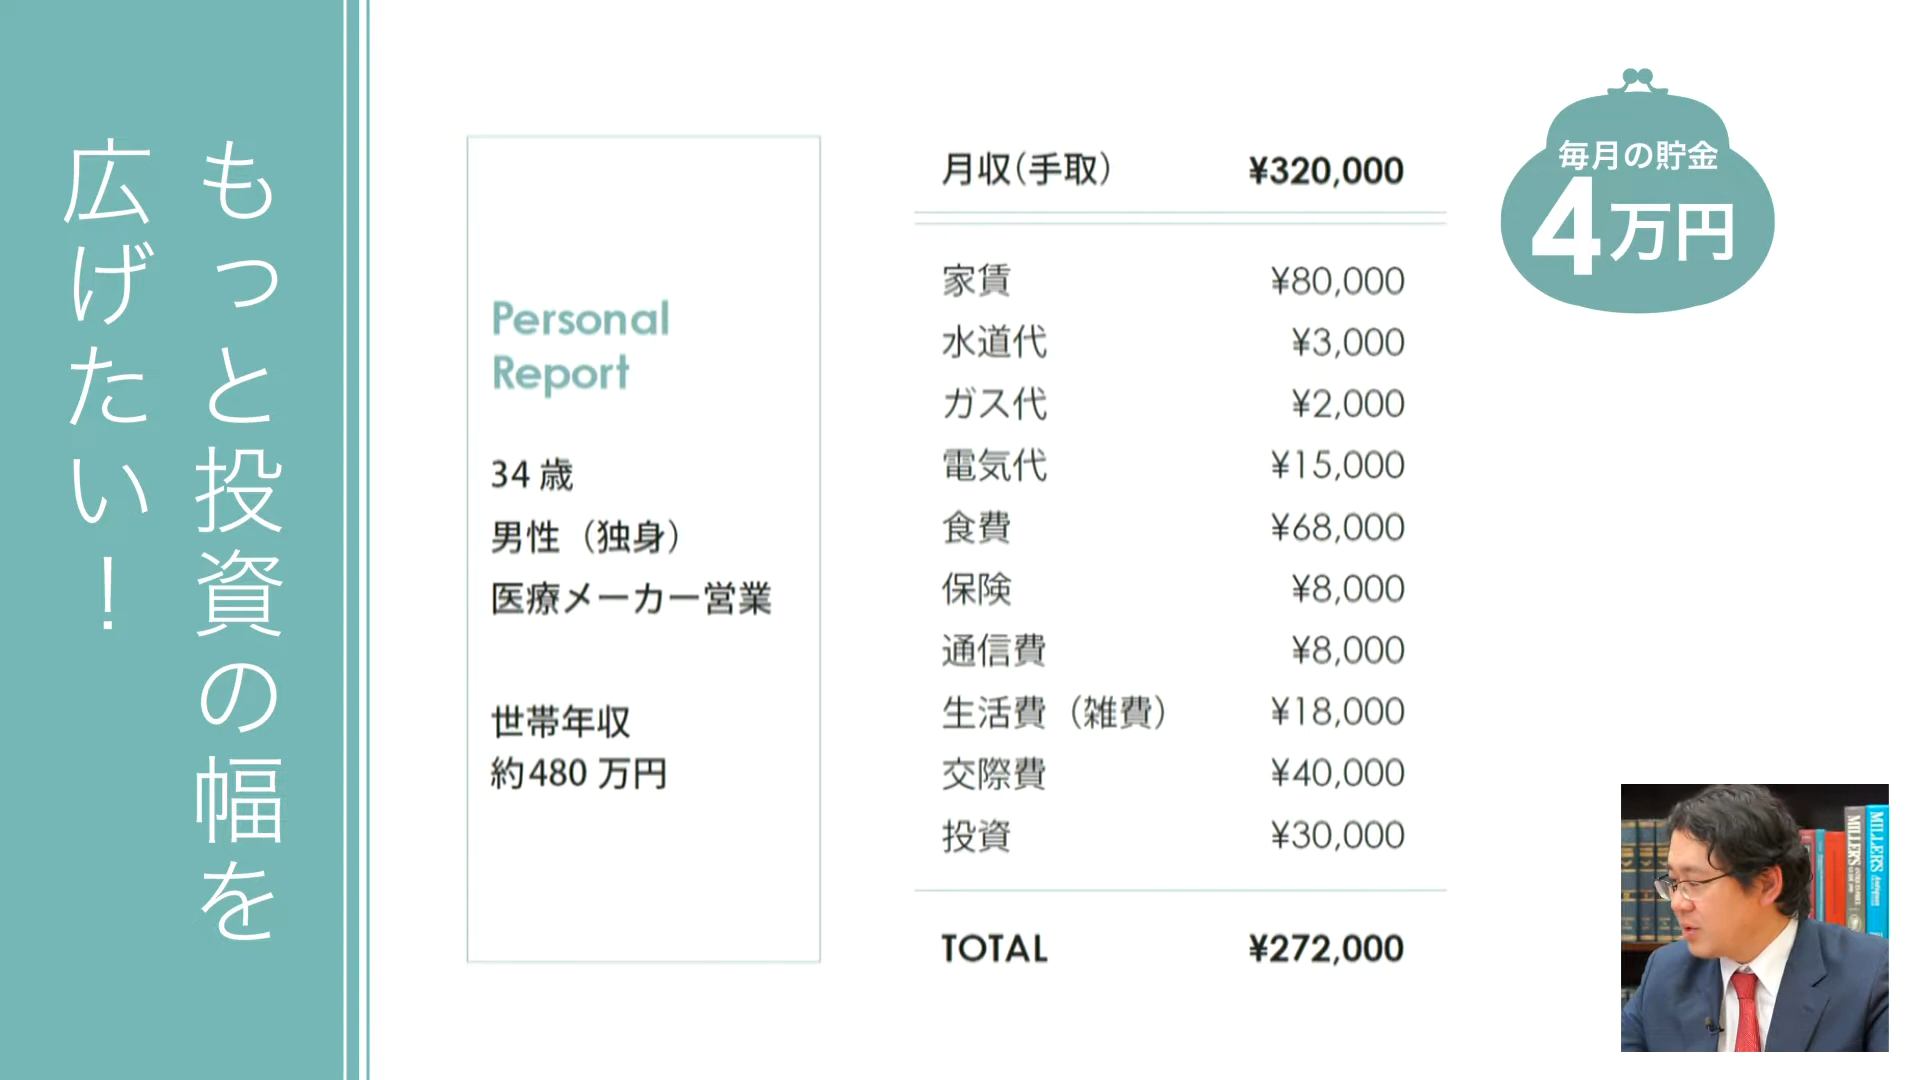 もっと投資の幅を
広げたい！
Personal
Report
34 歳
男性（独身）
医療メーカー営業
世帯年収
約480 万円
月収（手取） ¥320,000
家賃 ¥80,000
水道代 ¥3,000
ガス代 ¥2,000
電気代 ¥15,000
食費 ¥68,000
保険 ¥8,000
通信費 ¥8,000
生活費（雑費） ¥18,000
交際費 ¥40,000
投資 ¥30,000
TOTAL ¥272,000
毎月の貯金
4万円
MILLER'S
MILLER'S